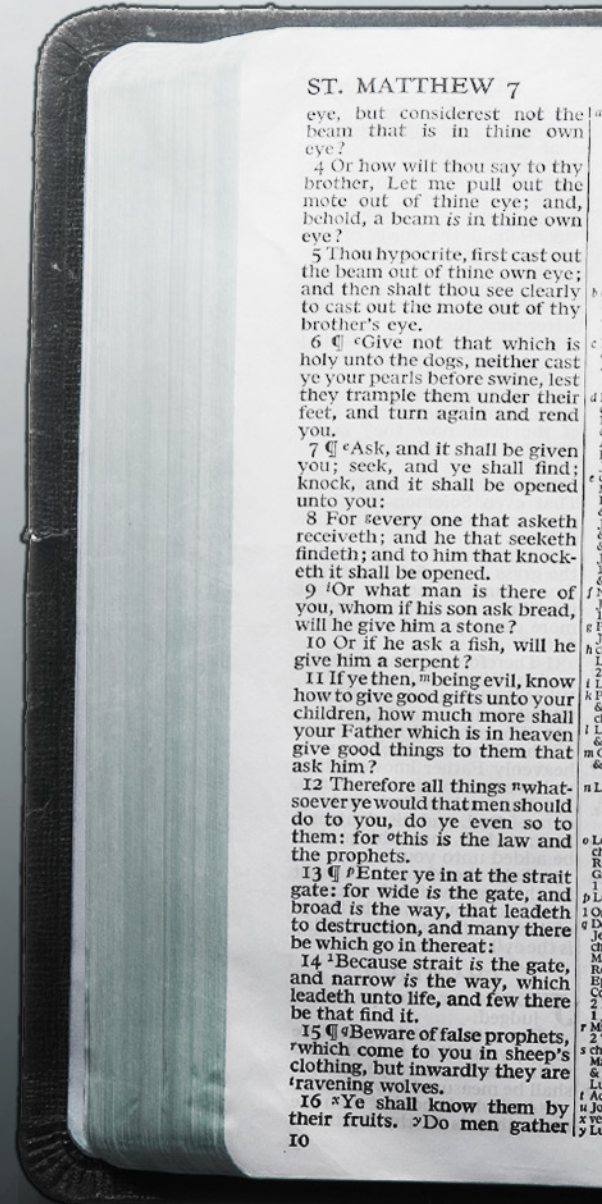 ST. MATTHEW 7
eye, but considerest not the
beam that is in thine own
eye?
4 Or how wilt thou say to thy
brother, Let me pull out the
mote out of thine eye; and,
behold, a beam is in thine own
eye?
5 Thou hypocrite, first cast out
the beam out of thine own eye;
and then shalt thou see clearly
to cast out the mote out of thy
brother's eye.
6 ¶ cGive not that which is
holy unto the dogs, neither cast
ye your pearls before swine, lest
they trample them under their
feet, and turn again and rend
you.
7 ¶ eAsk, and it shall be given
you; seek, and ye shall find;
knock, and it shall be opened
unto you:
8 For gevery one that asketh
receiveth; and he that seeketh
findeth; and to him that knock-
eth it shall be opened.
9 iOr what man is there of
you, whom if his son ask bread,
will he give him a stone?
10 Or if he ask a fish, will he
give him a serpent?
11 If ye then, mbeing evil, know
how to give good gifts unto your
children, how much more shall
your Father which is in heaven
give good things to them that
ask him?
12 Therefore all things nwhat-
soever ye would that men should
do to you, do ye even so to
them: for othis is the law and
the prophets.
13 ¶ pEnter ye in at the strait
gate: for wide is the gate, and
broad is the way, that leadeth
to destruction, and many there
be which go in thereat:
14 1Because strait is the gate,
and narrow is the way, which
leadeth unto life, and few there
be that find it.
15 ¶ qBeware of false prophets,
rwhich come to you in sheep's
clothing, but inwardly they are
travening wolves.
16 xYe shall know them by
their fruits. yDo men gather
10